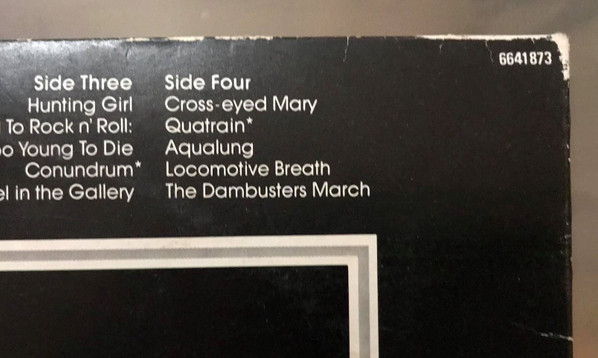 6641873
Side Three
Hunting Girl
To Rock n' Roll:
Young To Die
Conundrum*
in the Gallery
Side Four
Cross-eyed Mary
Quatrain*
Aqualung
Locomotive Breath
The Dambusters March